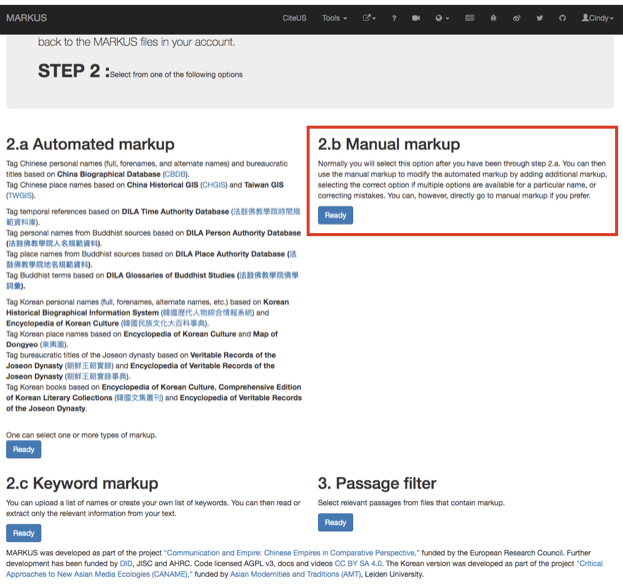 MARKUS
CiteUS Tools ? Cindy
back to the MARKUS files in your account.
STEP 2 :Select from one of the following options
2.a Automated markup
Tag Chinese personal names (full, forenames, and alternate names) and bureaucratic
titles based on China Biographical Database (CBDB).
Tag Chinese place names based on China Historical GIS (CHGIS) and Taiwan GIS
(TWGIS).
Tag temporal references based on DILA Time Authority Database (法鼓佛教學院時間規
範資料庫).
Tag personal names from Buddhist sources based on DILA Person Authority Database
(法鼓佛教學院人名規範資料).
Tag place names from Buddhist sources based on DILA Place Authority Database (法
鼓佛教學院地名規範資料).
Tag Buddhist terms based on DILA Glossaries of Buddhist Studies (法鼓佛教學院佛學
詞彙).
Tag Korean personal names (full, forenames, alternate names, etc.) based on Korean
Historical Biographical Information System (韓國歷代人物綜合情報系統) and
Encyclopedia of Korean Culture (韓國民族文化大百科事典).
Tag Korean place names based on Encyclopedia of Korean Culture and Map of
Dongyeo (東輿圖).
Tag bureaucratic titles of the Joseon dynasty based on Veritable Records of the
Joseon Dynasty (朝鮮王朝實錄) and Encyclopedia of Veritable Records of the
Joseon Dynasty (朝鮮王朝實錄事典).
Tag Korean books based on Encyclopedia of Korean Culture, Comprehensive Edition
of Korean Literary Collections (韓國文集叢刊) and Encyclopedia of Veritable Records
of the Joseon Dynasty.
One can select one or more types of markup.
Ready
2.b Manual markup
Normally you will select this option after you have been through step 2.a. You can then
use the manual markup to modify the automated markup by adding additional markup,
selecting the correct option if multiple options are available for a particular name, or
correcting mistakes. You can, however, directly go to manual markup if you prefer.
Ready
2.c Keyword markup
You can upload a list of names or create your own list of keywords. You can then read or
extract only the relevant information from your text.
Ready
3. Passage filter
Select relevant passages from files that contain markup.
Ready
MARKUS was developed as part of the project "Communication and Empire: Chinese Empires in Comparative Perspective," funded by the European Research Council. Further
development has been funded by DID, JISC and AHRC. Code licensed AGPL v3, docs and videos CC BY SA 4.0. The Korean version was developed as part of the project "Critical
Approaches to New Asian Media Ecologies (CANAME)," funded by Asian Modernities and Traditions (AMT), Leiden University.